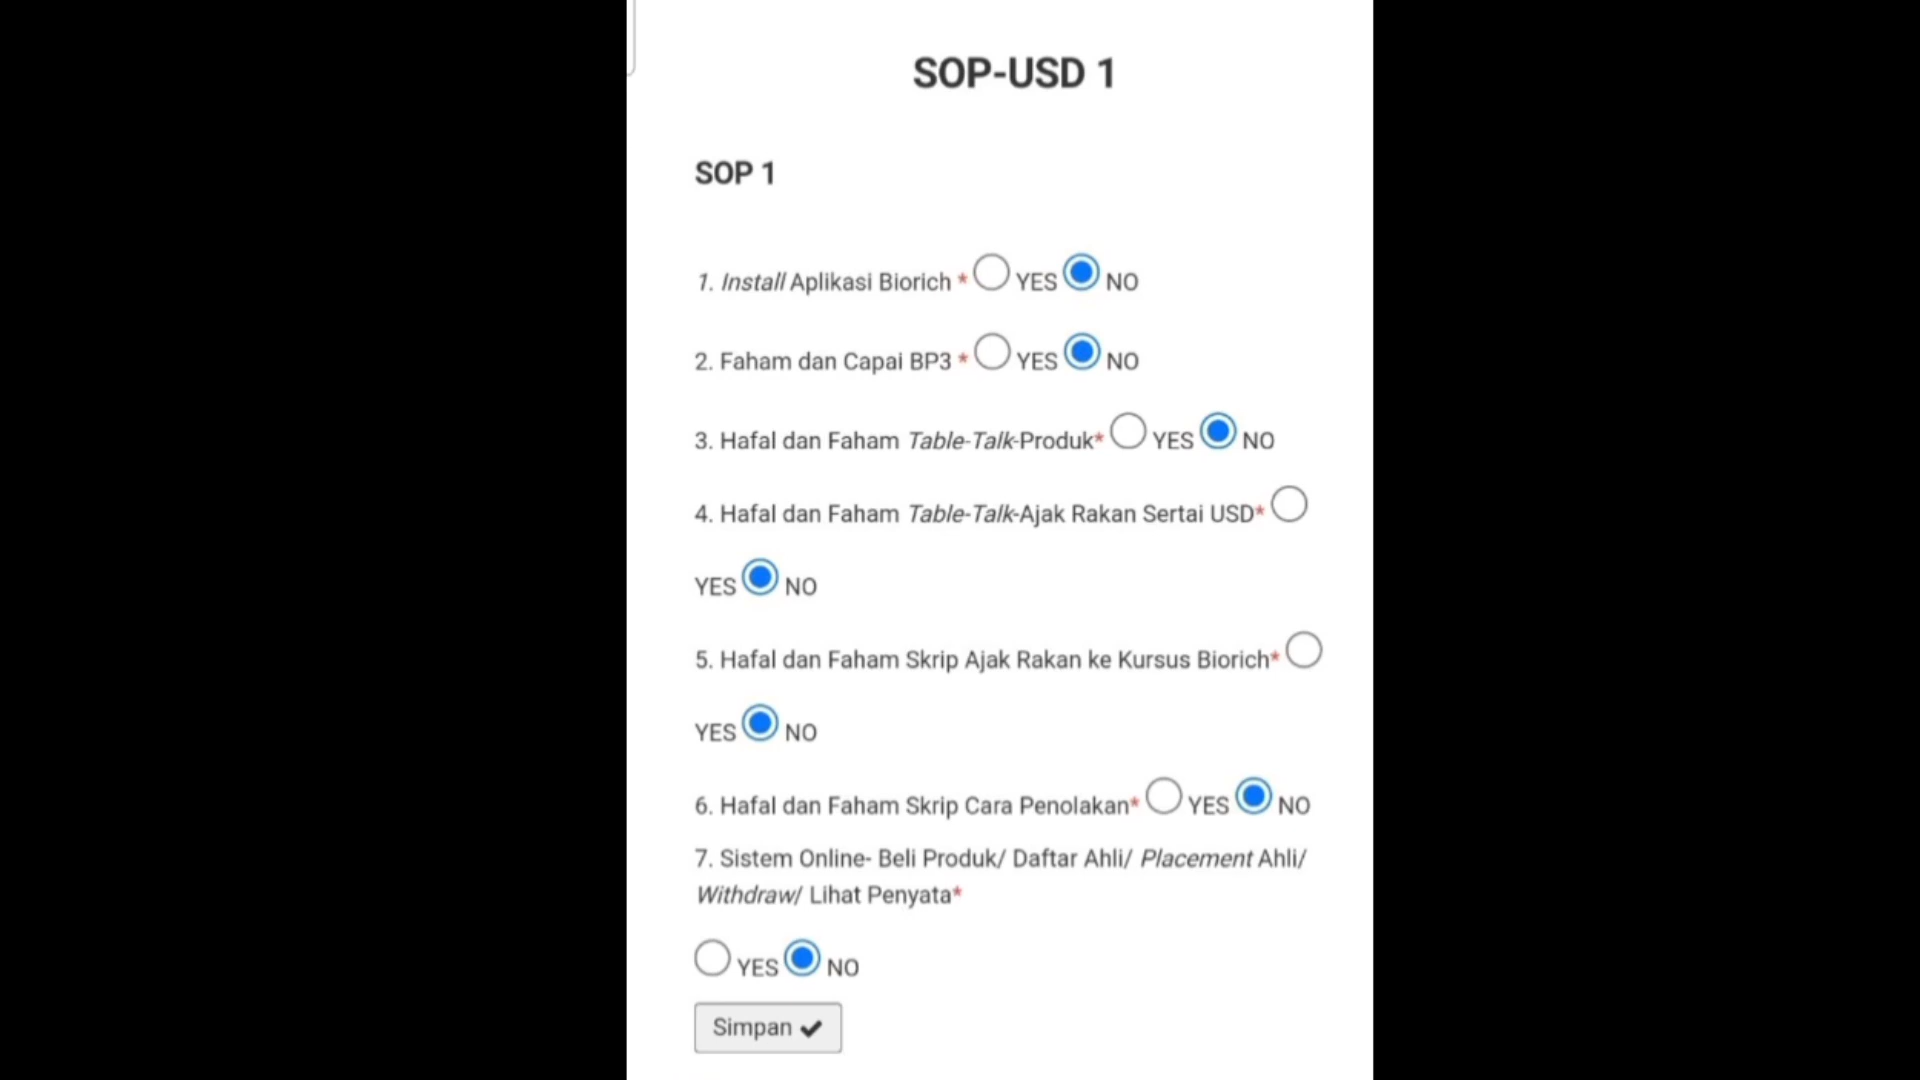 SOP-USD 1
SOP 1
1. Install Aplikasi Biorich * YES NO
2. Faham dan Capai BP3 * YES NO
3. Hafal dan Faham Table-Talk-Produk* YES NO
4. Hafal dan Faham Table-Talk-Ajak Rakan Sertai USD*
YES NO
5. Hafal dan Faham Skrip Ajak Rakan ke Kursus Biorich*
YES NO
6. Hafal dan Faham Skrip Cara Penolakan* YES NO
7. Sistem Online- Beli Produk/ Daftar Ahli/ Placement Ahli/
Withdraw/ Lihat Penyata*
YES NO
Simpan ✔